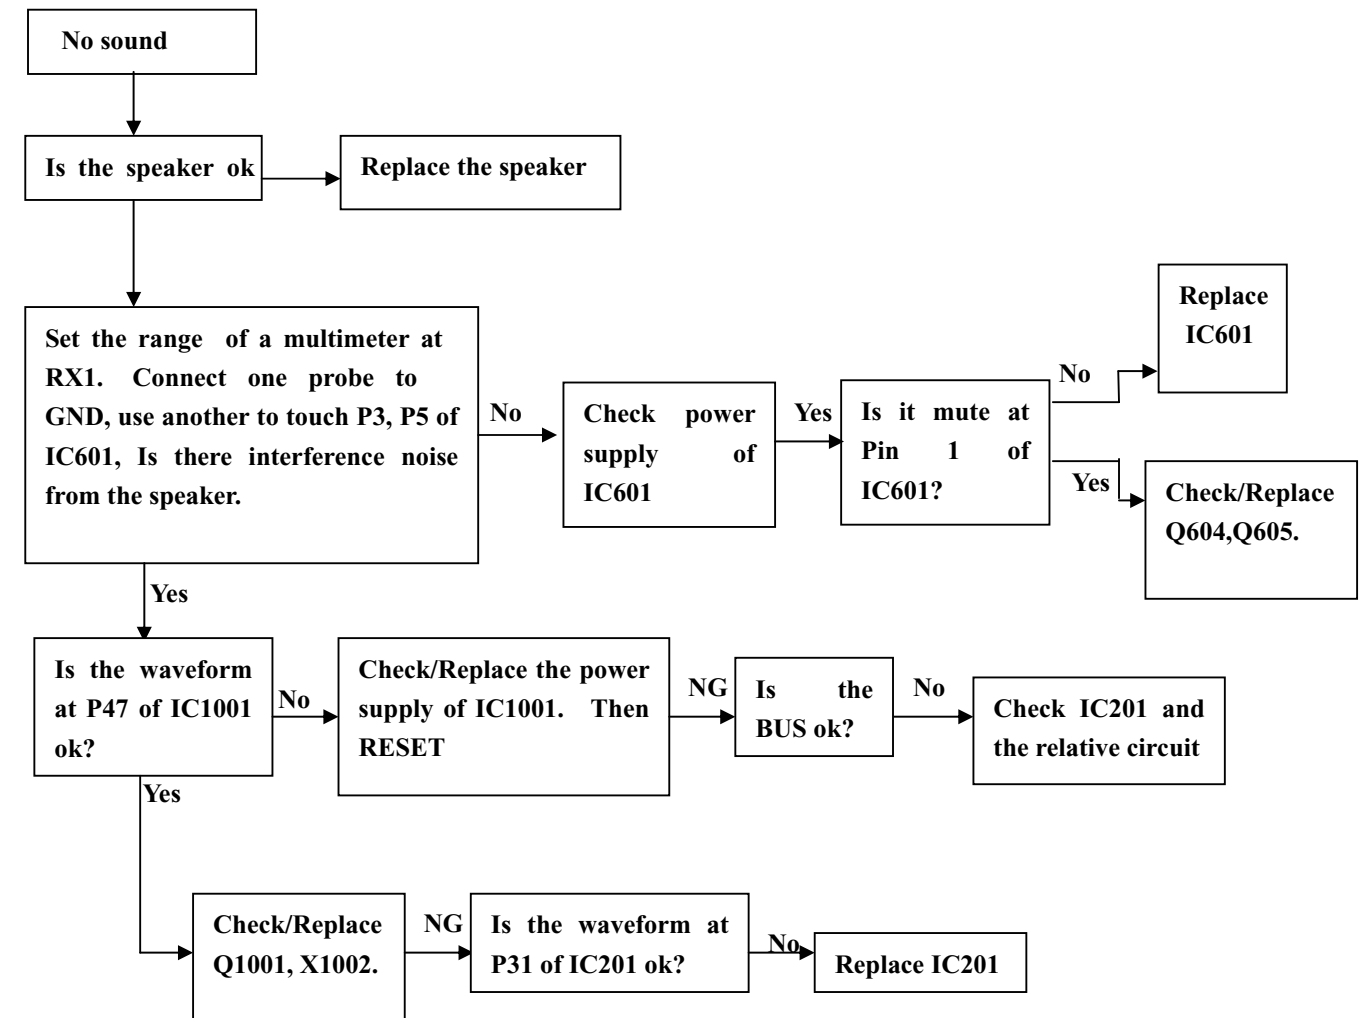 No sound
Is the speaker ok
Replace the speaker
Set the range of a multimeter at
RX1. Connect one probe to
GND, use another to touch P3, P5 of
IC601, Is there interference noise
from the speaker.
No
Check power
supply of
IC601
Yes
Is it mute at
Pin 1 of
IC601?
No
Replace
IC601
Yes
Check/Replace
Q604,Q605.
Yes
Is the waveform
at P47 of IC1001
ok?
No
Check/Replace the power
supply of IC1001. Then
RESET
NG
Is the
BUS ok?
No
Check IC201 and
the relative circuit
Yes
Check/Replace
Q1001, X1002.
NG
Is the waveform at
P31 of IC201 ok?
No
Replace IC201